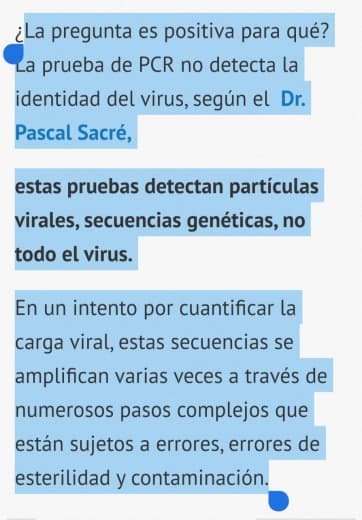 ¿La pregunta es positiva para qué?
La prueba de PCR no detecta la
identidad del virus, según el Dr.
Pascal Sacré,
estas pruebas detectan partículas
virales, secuencias genéticas, no
todo el virus.
En un intento por cuantificar la
carga viral, estas secuencias se
amplifican varias veces a través de
numerosos pasos complejos que
están sujetos a errores, errores de
esterilidad y contaminación.